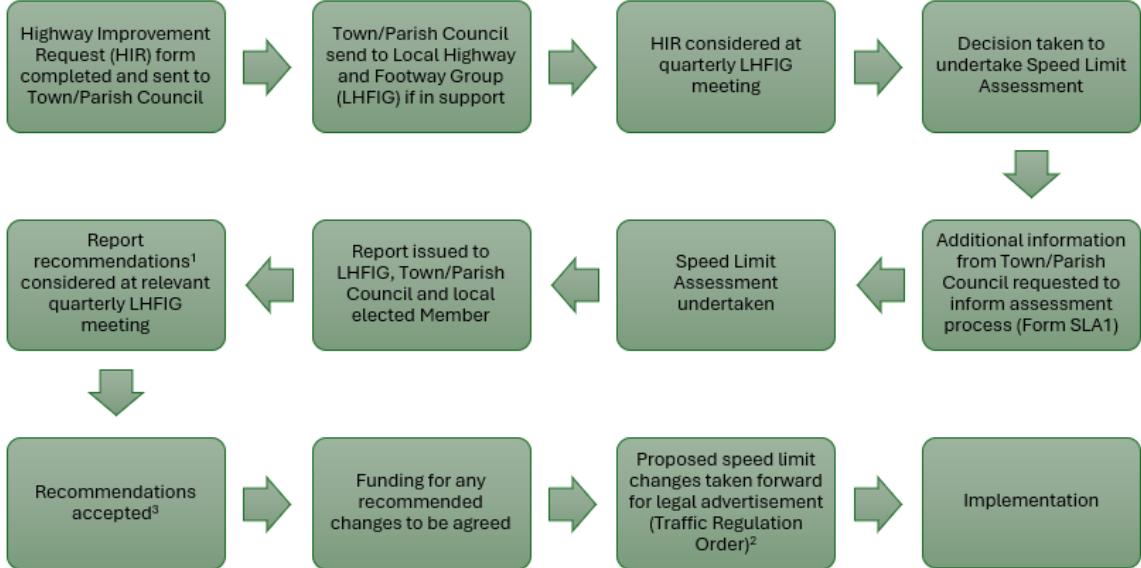 Highway Improvement
Request (HIR) form
completed and sent to
Town/Parish Council
Town/Parish Council
send to Local Highway
and Footway Group
(LHFIG) if in support
HIR considered at
quarterly LHFIG
meeting
Decision taken to
undertake Speed Limit
Assessment
Additional information
from Town/Parish
Council requested to
inform assessment
process (Form SLA1)
Speed Limit
Assessment
undertaken
Report issued to
LHFIG, Town/Parish
Council and local
elected Member
Report
recommendations¹
considered at relevant
quarterly LHFIG
meeting
Recommendations
accepted³
Funding for any
recommended
changes to be agreed
Proposed speed limit
changes taken forward
for legal advertisement
(Traffic Regulation
Order)²
Implementation